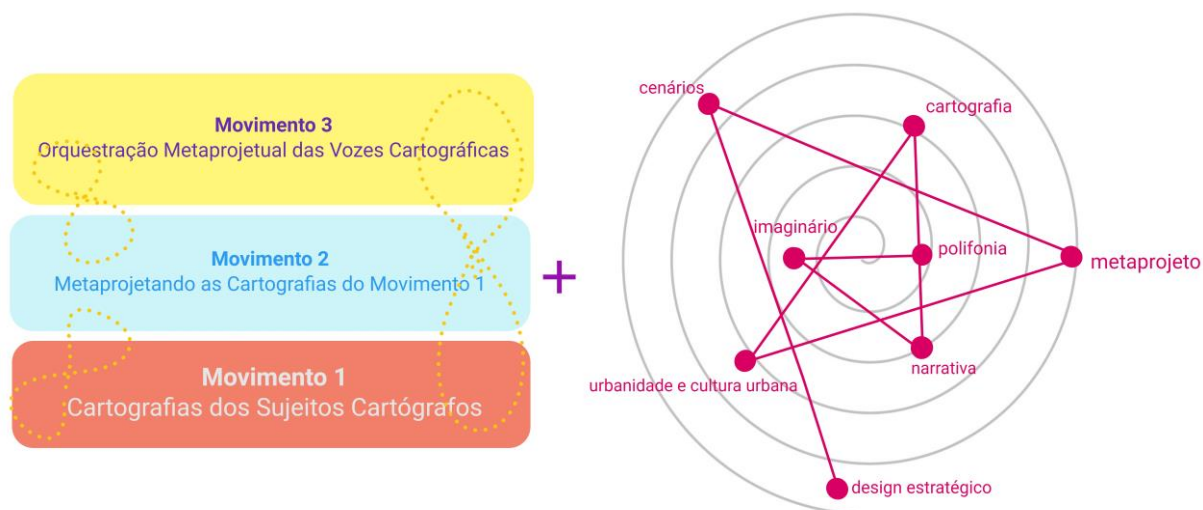 Movimento 3
Orquestração Metaprojetual das Vozes Cartográficas
Movimento 2
Metaprojetando as Cartografias do Movimento 1
Movimento 1
Cartografias dos Sujeitos Cartógrafos
+
cenários
cartografia
imaginário
polifonia
metaprojeto
narrativa
urbanidade e cultura urbana
design estratégico